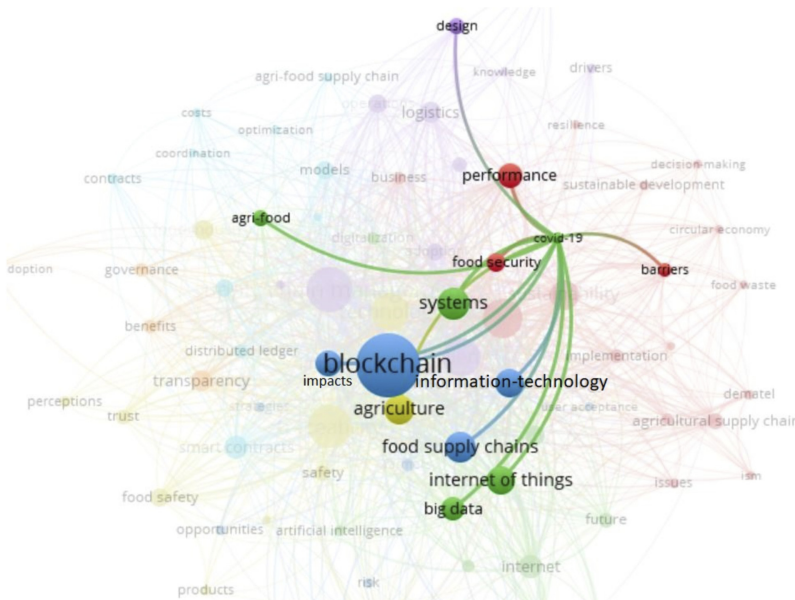 design
knowledge
drivers
agri-food supply chain
logistics
costs
resilience
optimization
coordination
models
decision-making
contracts
business
performance
sustainable development
agri-food
circular economy
digitalization
covid-19
food security
doption
governance
barriers
food waste
systems
benefits
distributed ledger
blockchain
implementation
impacts
information-technology
transparency
dematel
perceptions
agriculture
user acceptance
trust
agricultural supply chain
smart contracts
food supply chains
safety
internet of things
issues
ism
food safety
big data
future
opportunities
artificial intelligence
internet
risk
products